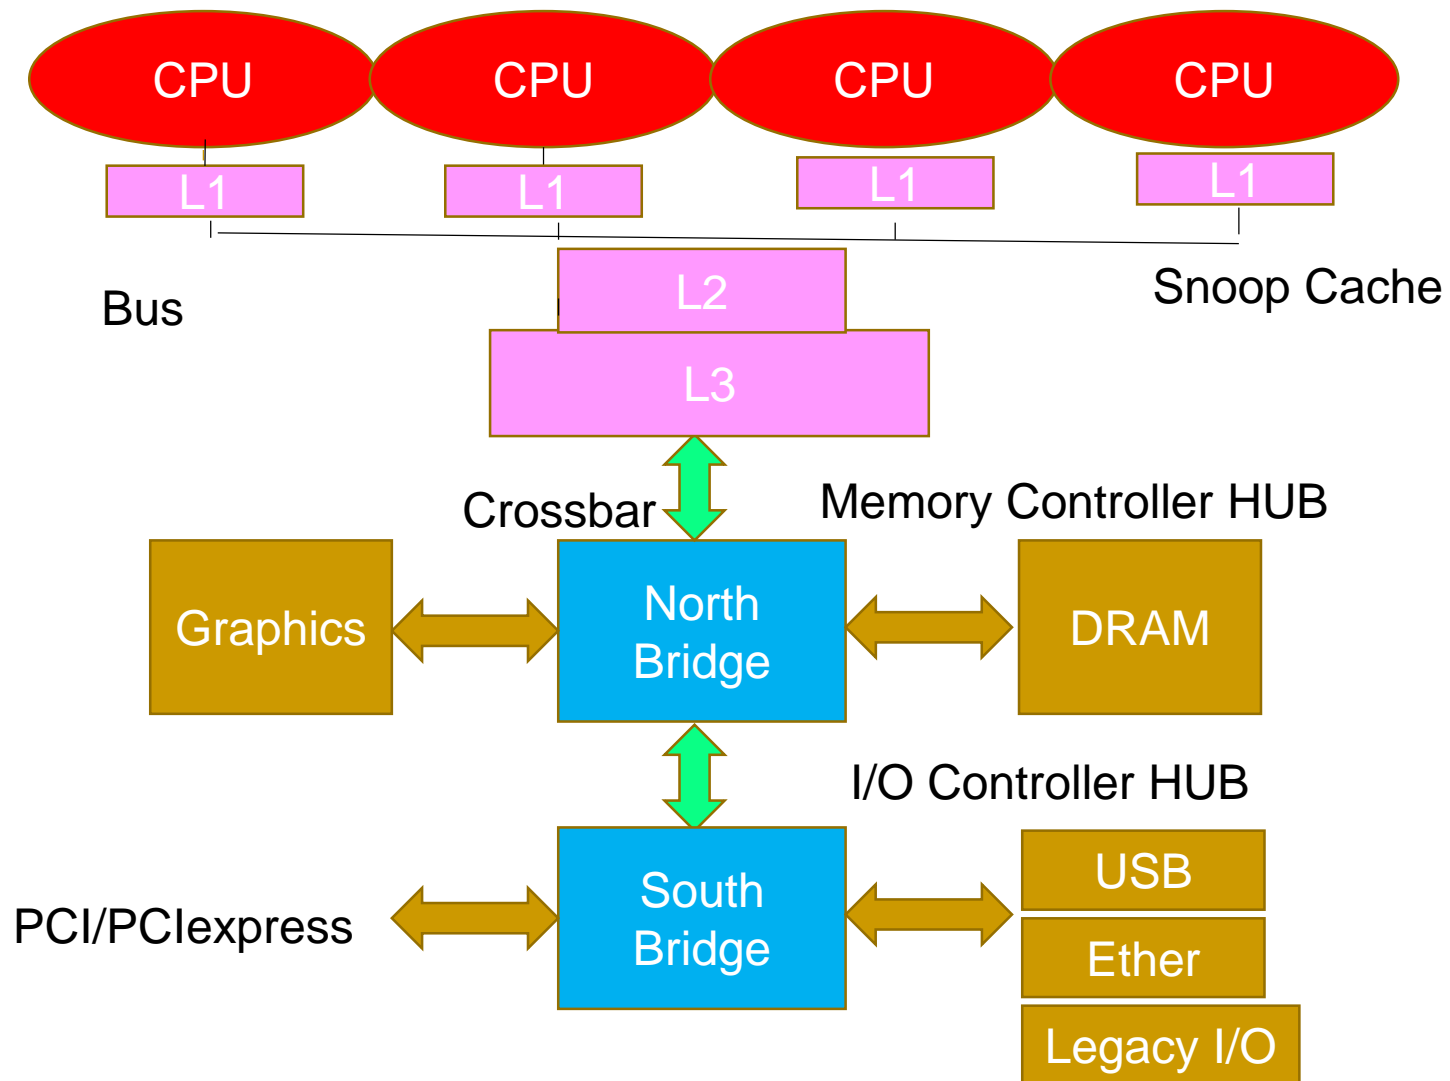 CPU
CPU
CPU
CPU
L1
L1
L1
L1
Bus
L2
Snoop Cache
L3
Crossbar
Memory Controller HUB
Graphics
North
Bridge
DRAM
I/O Controller HUB
PCI/PCIexpress
South
Bridge
USB
Ether
Legacy I/O